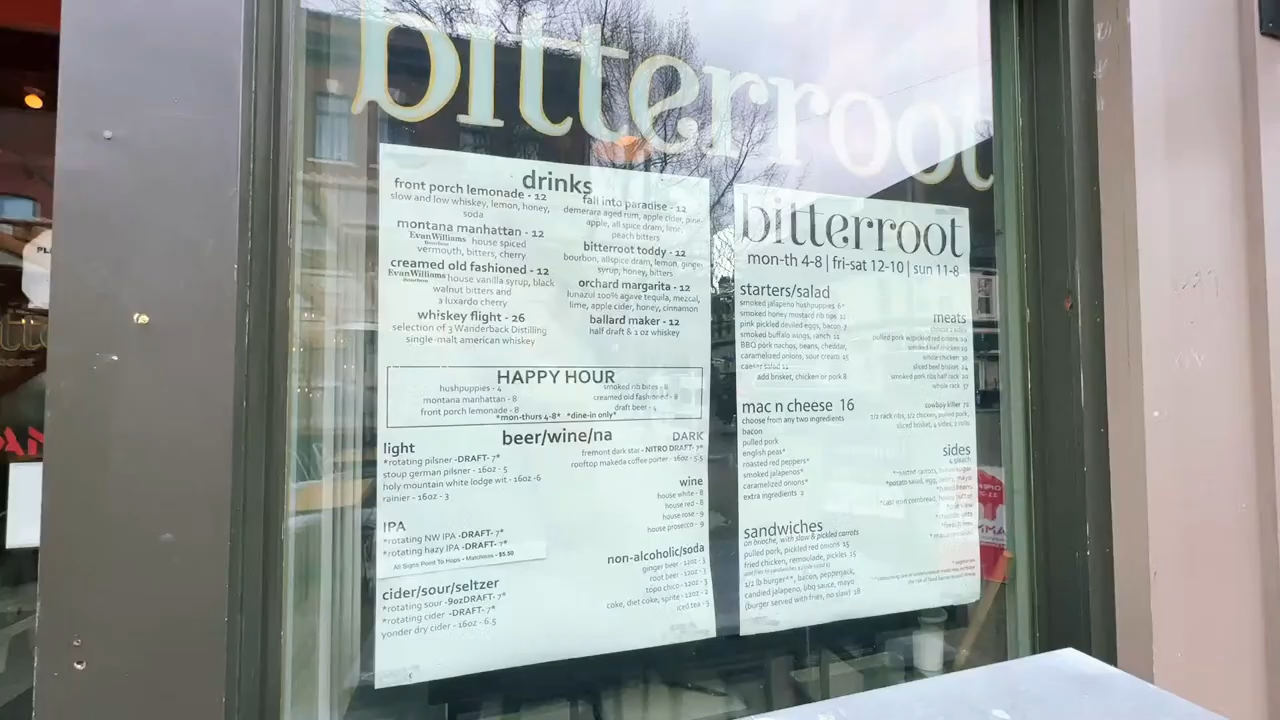 bitterroot
drinks
front porch lemonade - 12
slow and low whiskey, lemon, honey,
soda
montana manhattan - 12
Evan Williams house spiced
Bourbon
vermouth, bitters, cherry
creamed old fashioned - 12
Evan Williams house vanilla syrup, black
Bourbon
walnut bitters and
a luxardo cherry
whiskey flight - 26
selection of 3 Wanderback Distilling
single-malt american whiskey
fall into paradise - 12
demerara aged rum, apple cider, pine-
apple, all spice dram, lime,
peach bitters
bitterroot toddy - 12
bourbon, allspice dram, lemon, ginger
syrup, honey, bitters
orchard margarita - 12
lunazul 100% agave tequila, mezcal,
lime, apple cider, honey, cinnamon
ballard maker - 12
half draft & 1 oz whiskey
HAPPY HOUR
hushpuppies - 4
montana manhattan - 8
front porch lemonade - 8
smoked rib bites - 8
creamed old fashioned - 8
draft beer - 5
*mon-thurs 4-8* *dine-in only*
beer/wine/na
light
*rotating pilsner -DRAFT- 7*
stoup german pilsner - 16oz - 5
holy mountain white lodge wit - 16oz -6
rainier - 16oz - 3
IPA
*rotating NW IPA -DRAFT- 7*
*rotating hazy IPA -DRAFT- 7*
All Signs Point To Hops - Matchless - $5.50
cider/sour/seltzer
*rotating sour -9ozDRAFT- 7*
*rotating cider -DRAFT- 7*
yonder dry cider - 16oz - 6.5
DARK
fremont dark star - NITRO DRAFT- 7*
rooftop makeda coffee porter - 16oz - 5.5
wine
house white - 8
house red - 8
house rose - 9
house prosecco - 9
non-alcoholic/soda
ginger beer - 12oz - 3
root beer - 12oz - 3
topo chico - 12oz - 3
coke, diet coke, sprite - 12oz - 2
iced tea - 3
bitterroot
mon-th 4-8 | fri-sat 12-10 | sun 11-8
starters/salad
smoked jalapeno hushpuppies 6*
smoked honey mustard rib tips 11
pink pickled deviled eggs, bacon 7
smoked buffalo wings, ranch 11
BBQ pork nachos, beans, cheddar,
caramelized onions, sour cream 15
caesar salad 11
add brisket, chicken or pork 8
mac n cheese 16
choose from any two ingredients
bacon
pulled pork
english peas*
roasted red peppers*
smoked jalapenos*
caramelized onions*
extra ingredients 2
sandwiches
on brioche, with slaw & pickled carrots
pulled pork, pickled red onions 15
fried chicken, remoulade, pickles 15
1/2 lb burger**, bacon, pepperjack,
candied jalapeno, bbq sauce, mayo
(burger served with fries, no slaw) 18
meats
pulled pork w/pickled red onions 19
smoked half chicken
whole chicken
sliced beef brisket
smoked pork ribs half rack
whole rack 37
cowboy killer 72
1/2 rack ribs, 1/2 chicken, pulled pork,
sliced brisket, 4 sides, 2 rolls
sides
*potato salad, egg, celery, mayo
*cast iron cornbread, honey butter